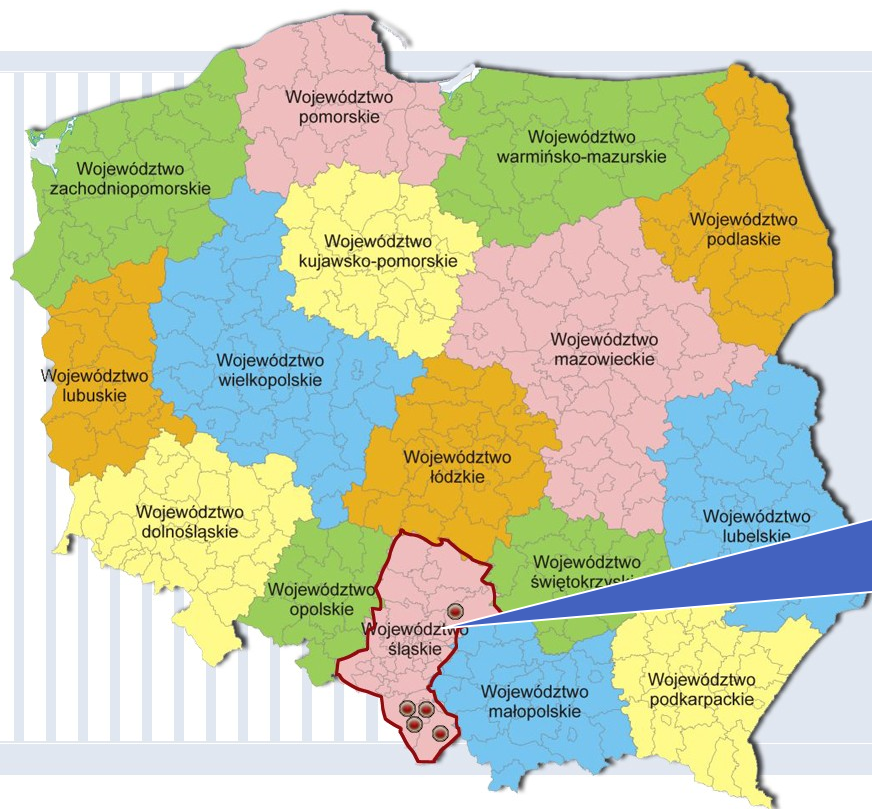 Województwo
pomorskie
Województwo
warmińsko-mazurskie
Województwo
zachodniopomorskie
Województwo
podlaskie
Województwo
kujawsko-pomorskie
Województwo
mazowieckie
Województwo
wielkopolskie
Województwo
lubuskie
Województwo
łódzkie
Województwo
dolnośląskie
Województwo
lubelskie
Województwo
świętokrzyski
Województwo
opolskie
Województwo
śląskie
Województwo
małopolskie
Województwo
podkarpackie